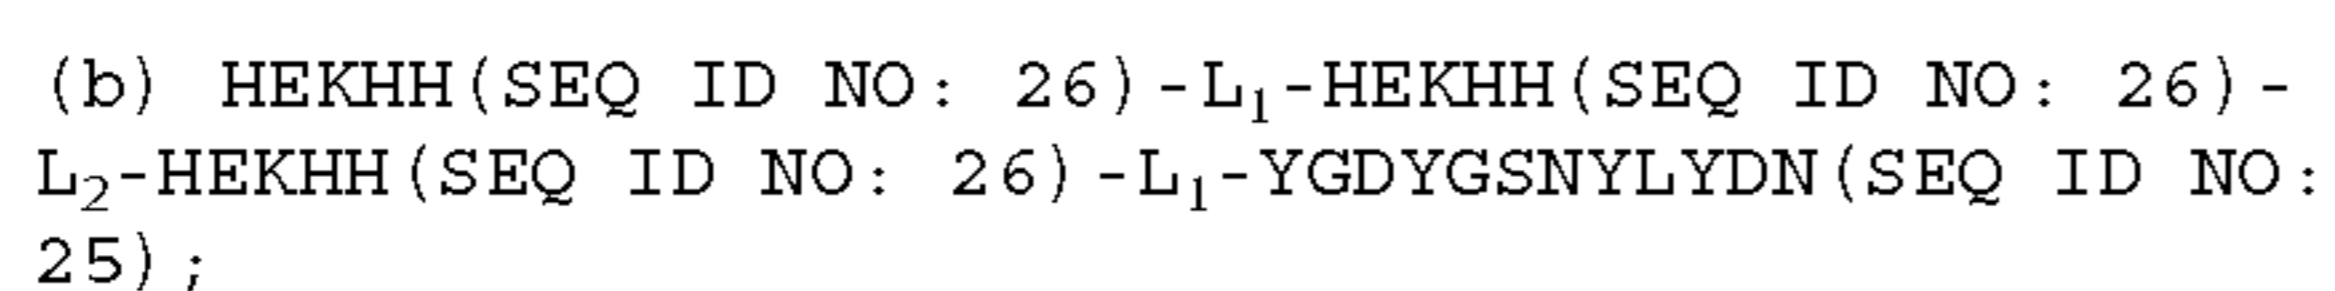 (b) HEKHH(SEQ ID NO: 26)-L₁-HEKHH(SEQ ID NO: 26)-
L₂-HEKHH(SEQ ID NO: 26)-L₁-YGDYGSNYLYDN(SEQ ID NO:
25);